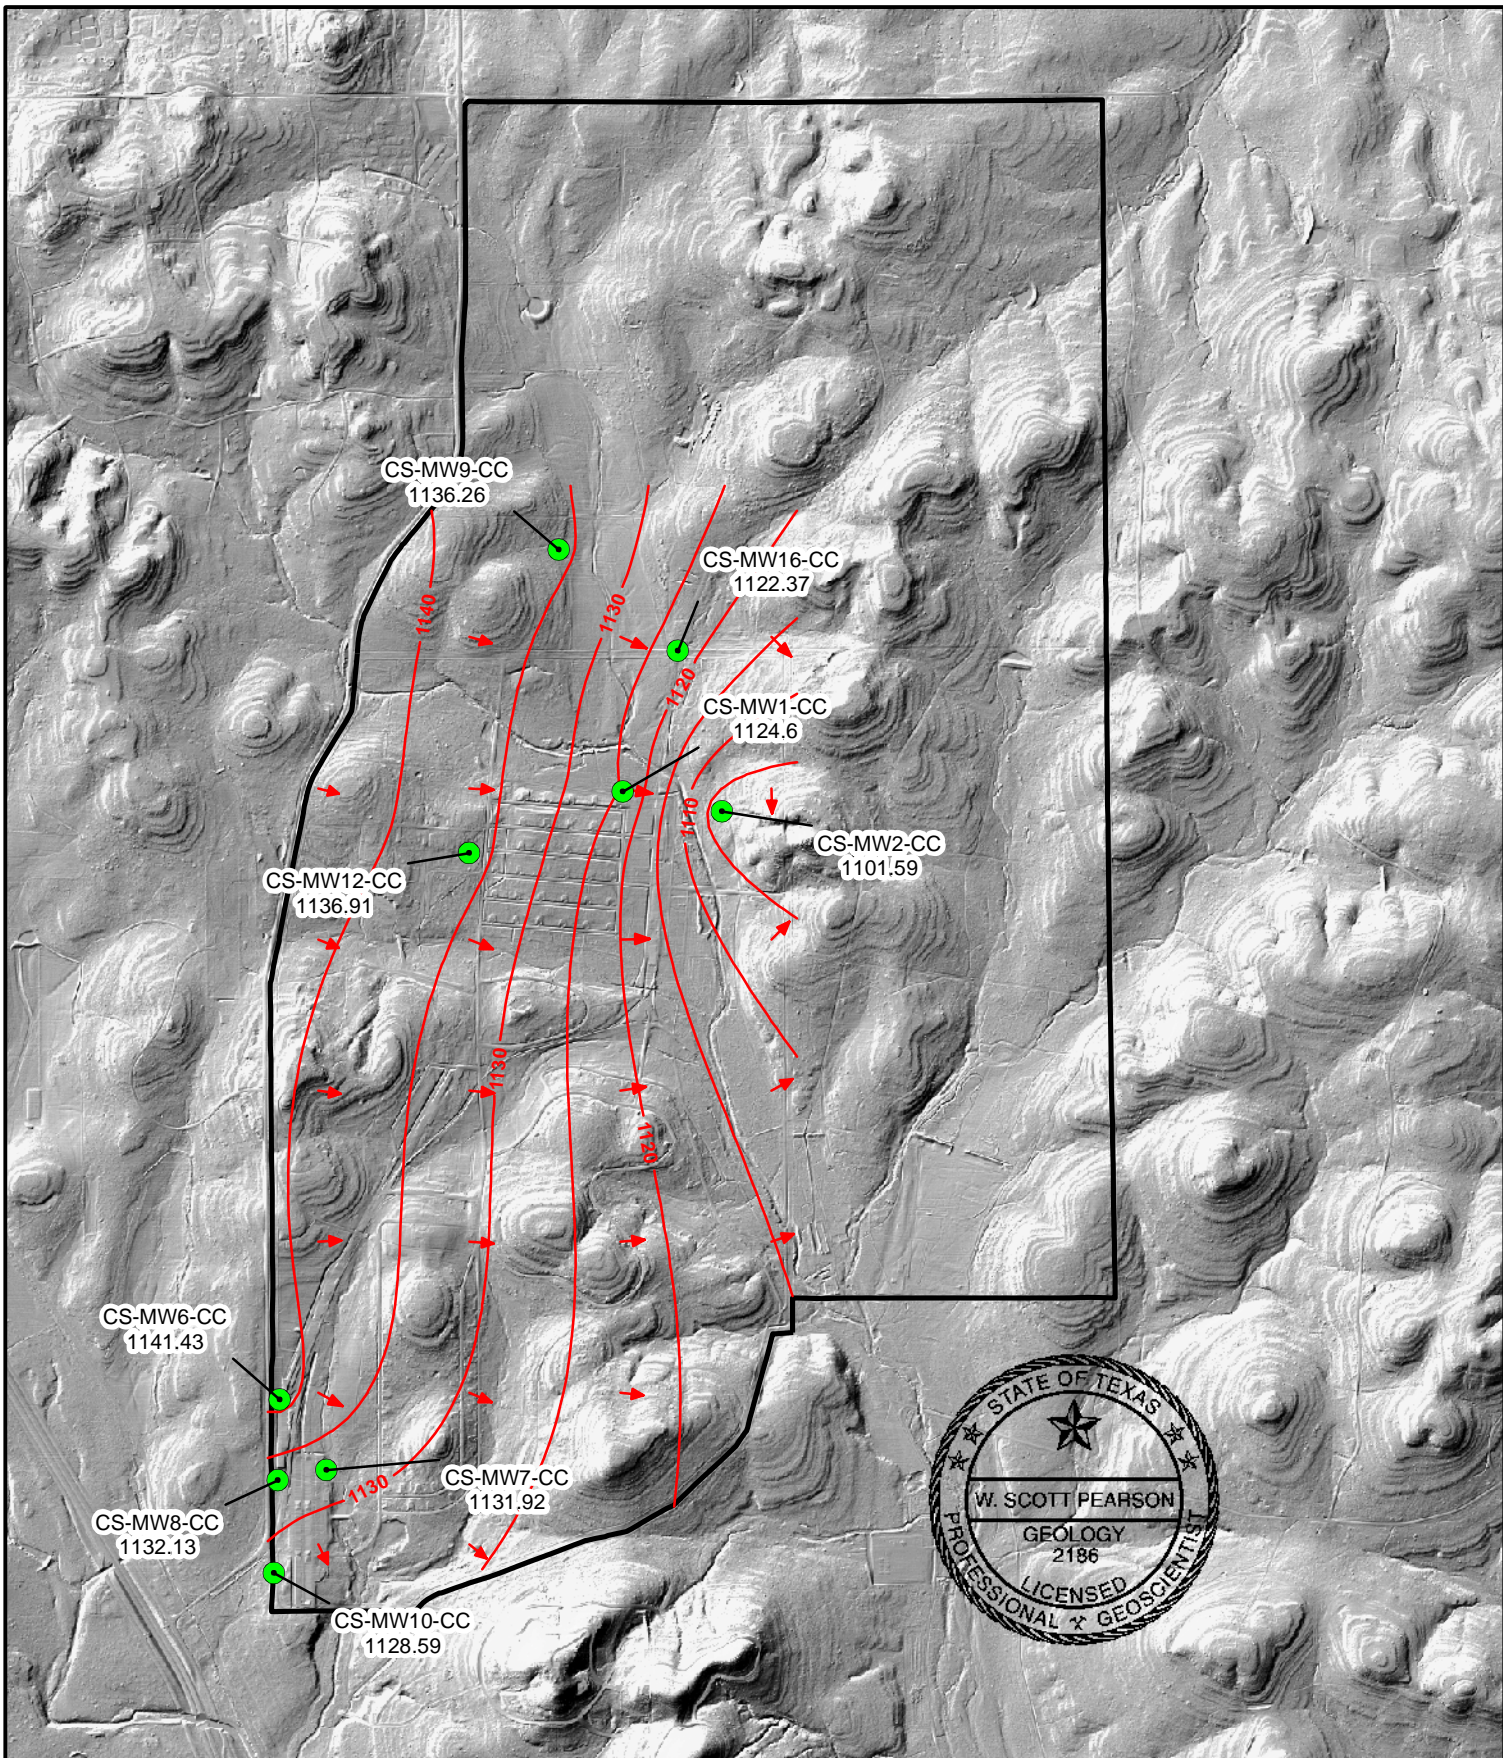 CS-MW9-CC
1136.26
CS-MW16-CC
1122.37
1140
1130
1120
CS-MW1-CC
1124.6
1110
CS-MW2-CC
1101.59
CS-MW12-CC
1136.91
1130
1120
CS-MW6-CC
1141.43
CS-MW7-CC
1131.92
1130
CS-MW8-CC
1132.13
CS-MW10-CC
1128.59
STATE OF TEXAS
W. SCOTT PEARSON
GEOLOGY
2186
LICENSED
PROFESSIONAL GEOSCIENTIST